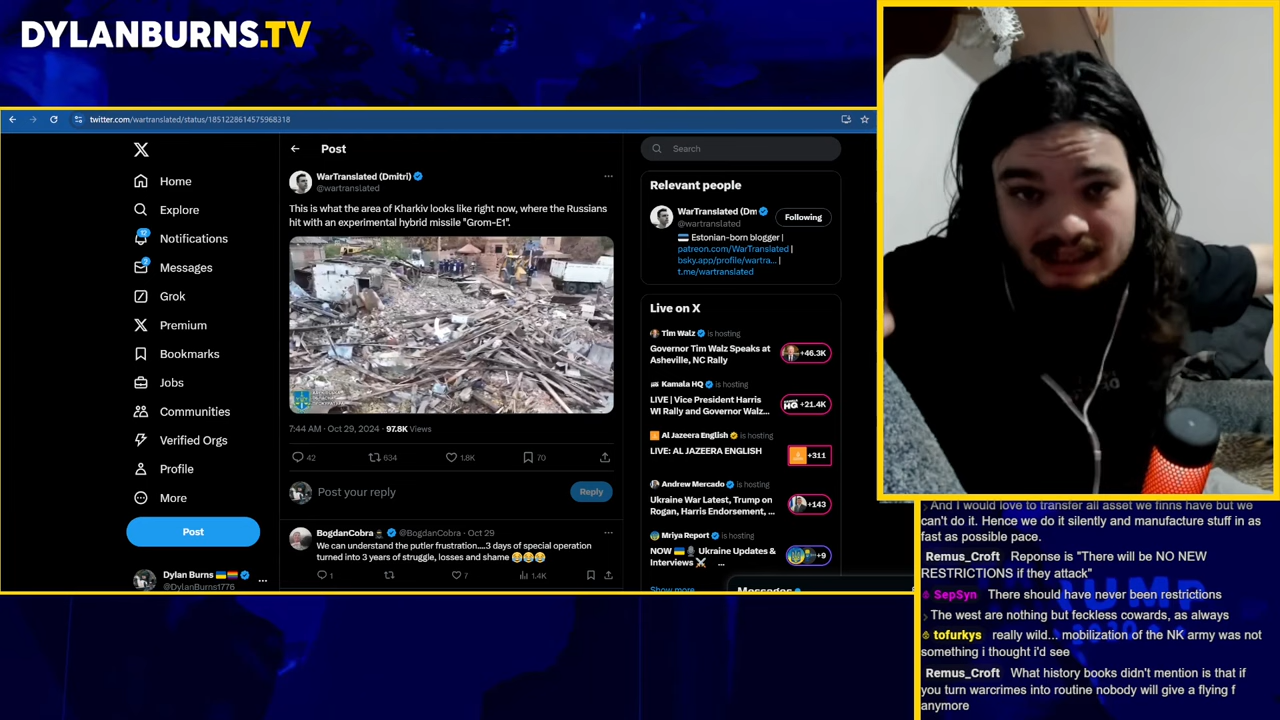 DYLANBURNS.TV
twitter.com/wartranslated/status/1851228614575968318
Home
Explore
12
Notifications
2
Messages
Grok
Premium
Bookmarks
Jobs
Communities
Verified Orgs
Profile
More
Post
Dylan Burns
@DylanBurns1776
Post
WarTranslated (Dmitri)
@wartranslated
This is what the area of Kharkiv looks like right now, where the Russians
hit with an experimental hybrid missile "Grom-E1".
7:44 AM · Oct 29, 2024 · 97.8K Views
42
634
1.8K
70
Post your reply
Reply
BogdanCobra @BogdanCobra · Oct 29
We can understand the putler frustration....3 days of special operation
turned into 3 years of struggle, losses and shame
1
7
1.4K
Search
Relevant people
WarTranslated (Dm
@wartranslated
Following
Estonian-born blogger |
patreon.com/WarTranslated |
bsky.app/profile/wartra... |
t.me/wartranslated
Live on X
Tim Walz is hosting
Governor Tim Walz Speaks at
Asheville, NC Rally
+46.3K
Kamala HQ is hosting
LIVE | Vice President Harris
WI Rally and Governor Walz...
HQ +21.4K
Al Jazeera English is hosting
LIVE: AL JAZEERA ENGLISH
+311
Andrew Mercado is hosting
Ukraine War Latest, Trump on
Rogan, Harris Endorsement, ...
+143
Mriya Report is hosting
NOW Ukraine Updates &
Interviews ...
+9
Show more
Messages
And I would love to transfer all asset we finns have but we
can't do it. Hence we do it silently and manufacture stuff in as
fast as possible pace.
Remus_Croft Reponse is "There will be NO NEW
RESTRICTIONS if they attack"
SepSyn There should have never been restrictions
The west are nothing but feckless cowards, as always
tofurkys really wild... mobilization of the NK army was not
something i thought i'd see
Remus_Croft What history books didn't mention is that if
you turn warcrimes into routine nobody will give a flying f
anymore